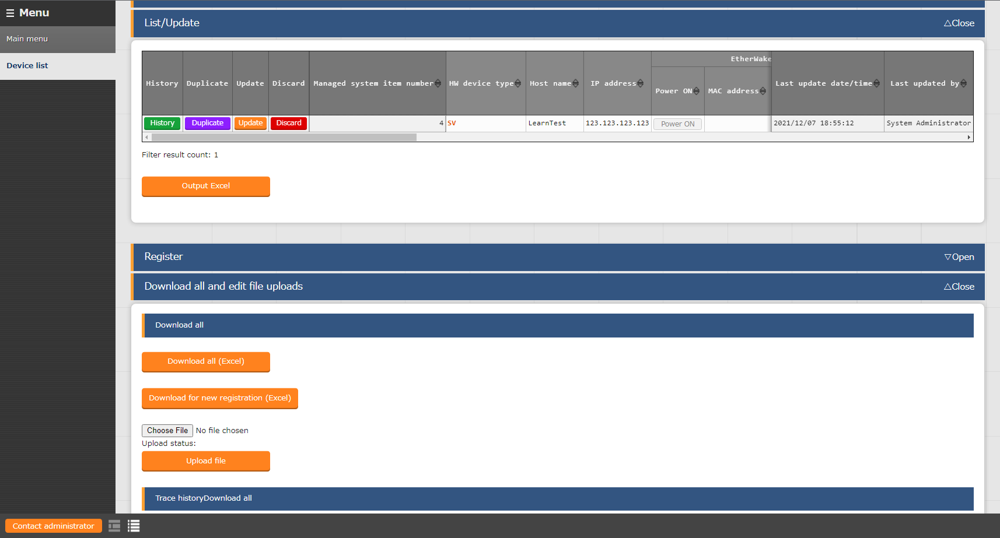 Menu
Main menu
Device list
List/Update
△Close
EtherWake
History Duplicate Update Discard Managed system item number HW device type Host name IP address Power ON MAC address Last update date/time Last updated by
History Duplicate Update Discard 4 SV LearnTest 123.123.123.123 Power ON 2021/12/07 18:55:12 System Administrator
Filter result count: 1
Output Excel
Register
▽Open
Download all and edit file uploads
△Close
Download all
Download all (Excel)
Download for new registration (Excel)
Choose File No file chosen
Upload status:
Upload file
Trace historyDownload all
Contact administrator